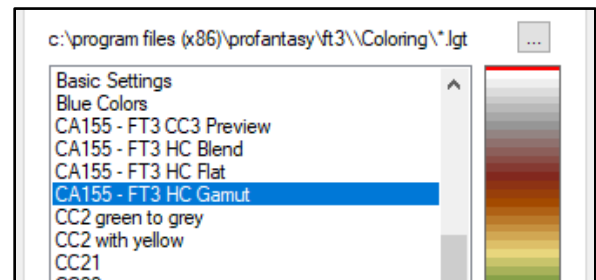 c:\program files (x86)\profantasy\ft3\\Coloring\*.lgt ...
Basic Settings
Blue Colors
CA155 - FT3 CC3 Preview
CA155 - FT3 HC Blend
CA155 - FT3 HC Flat
CA155 - FT3 HC Gamut
CC2 green to grey
CC2 with yellow
CC21